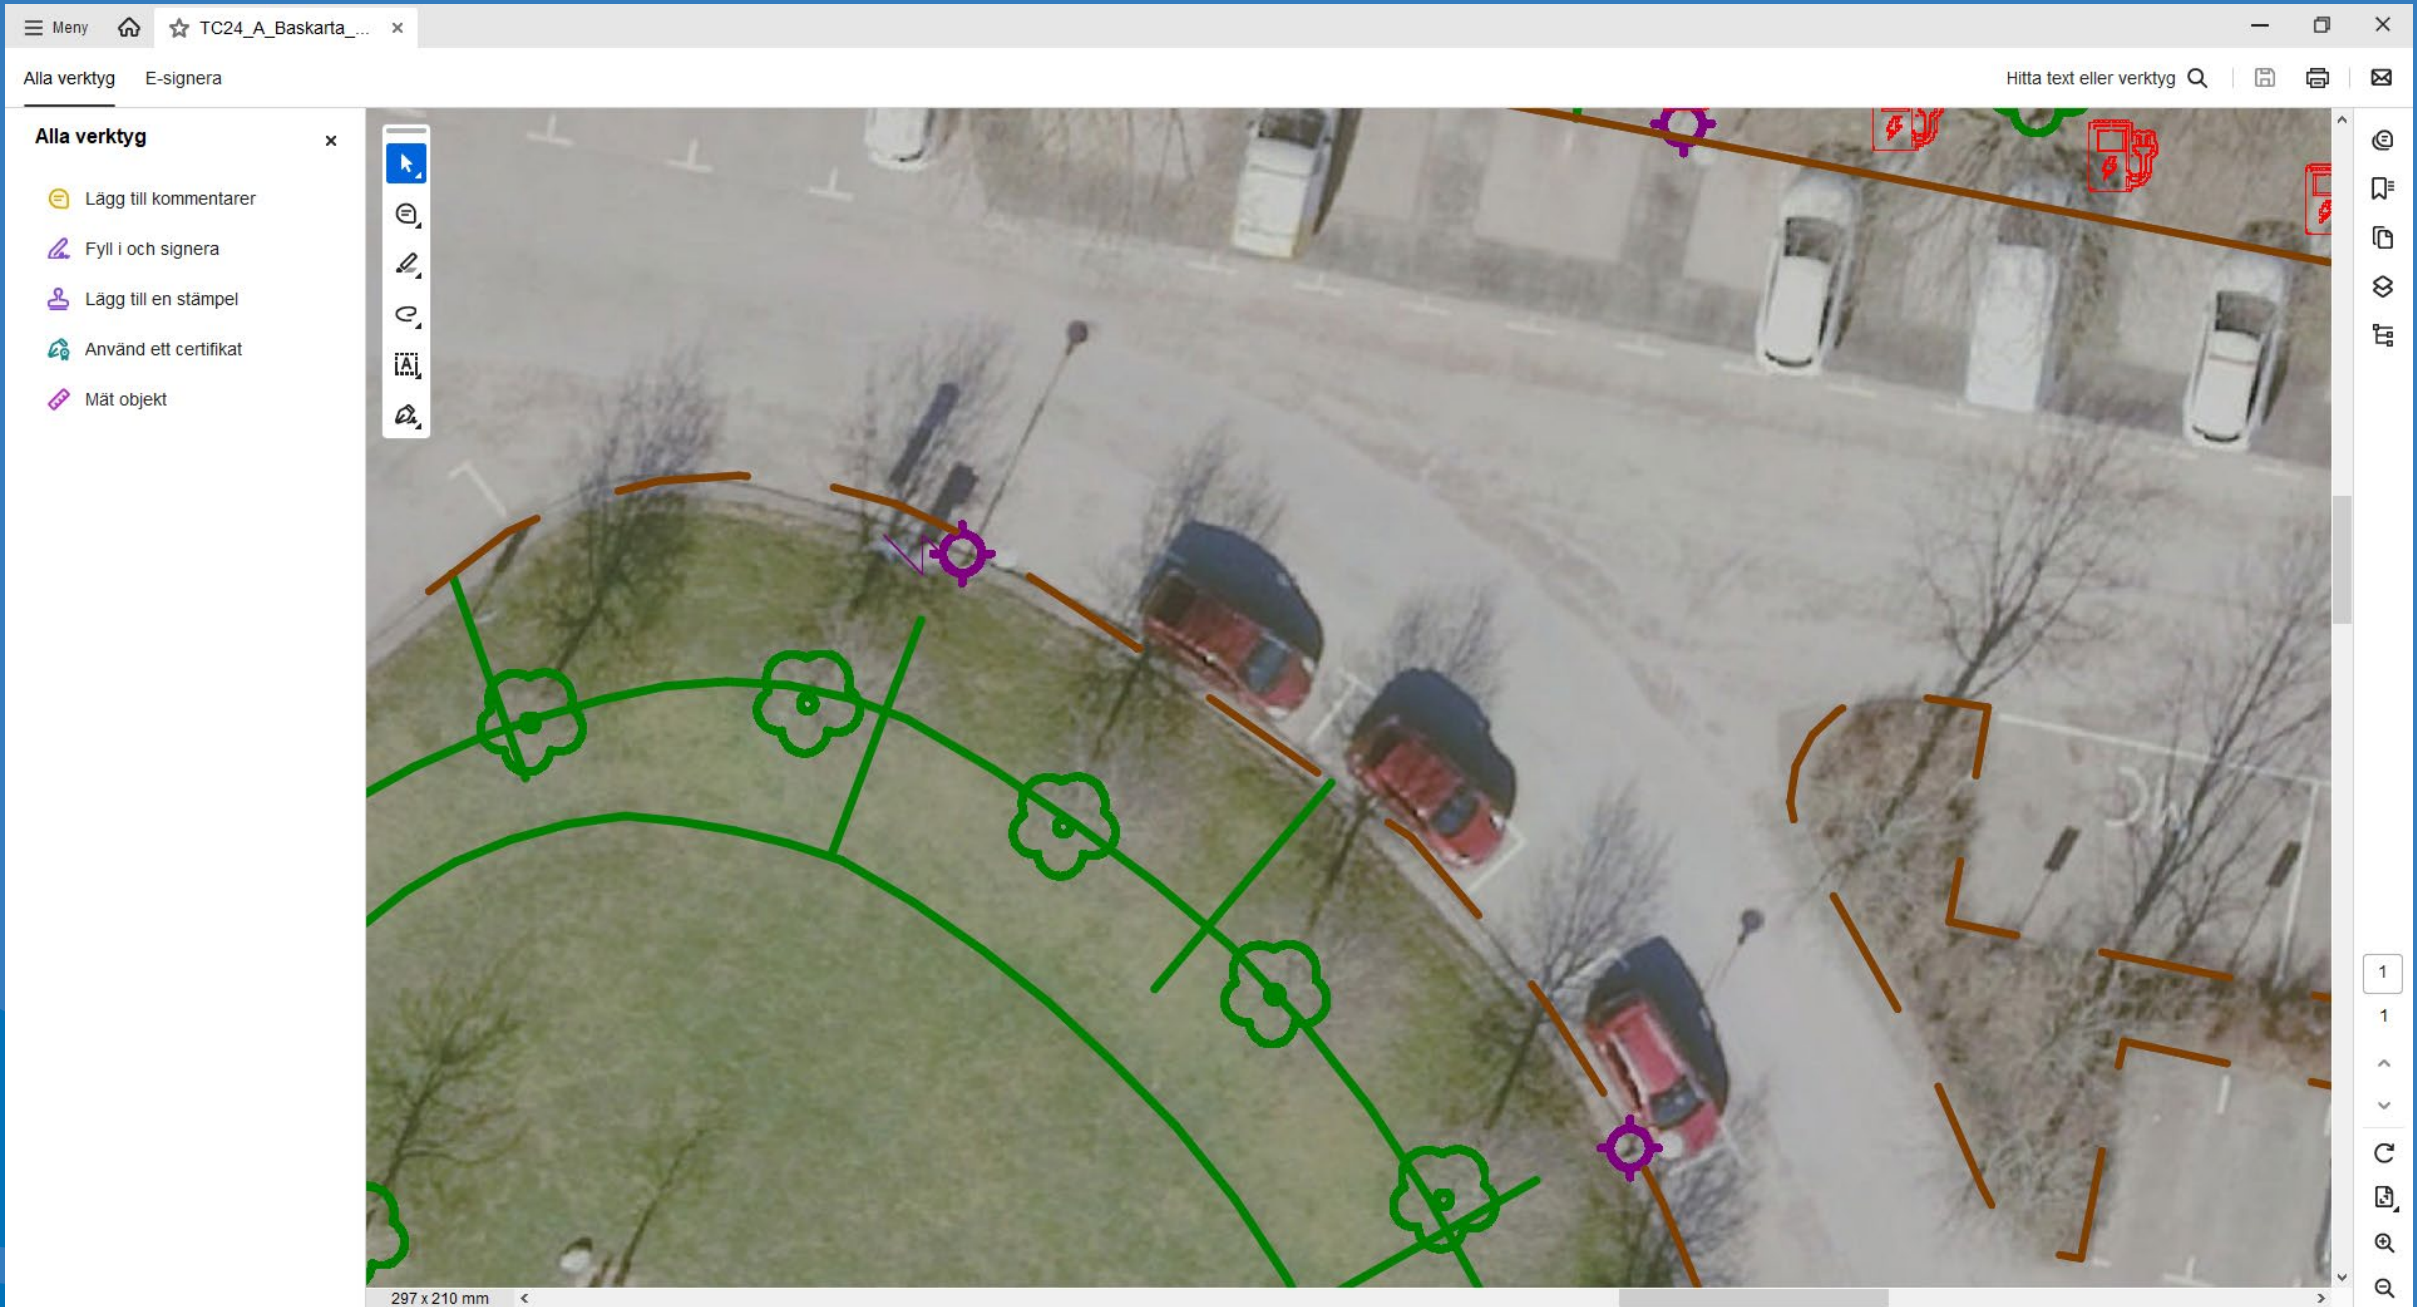 Meny
TC24_A_Baskarta_...
Alla verktyg
E-signera
Hitta text eller verktyg
Alla verktyg
Lägg till kommentarer
Fyll i och signera
Lägg till en stämpel
Använd ett certifikat
Mät objekt
MC
1
1
297 x 210 mm